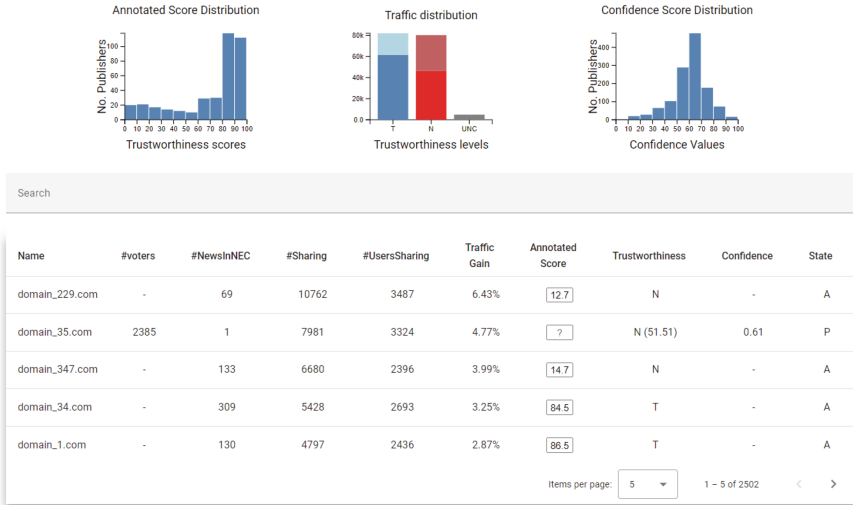 Annotated Score Distribution
No. Publishers
100
80
60
40
20
0
0 10 20 30 40 50 60 70 80 90 100
Trustworthiness scores
Traffic distribution
80k
60k
40k
20k
0.0
T N UNC
Trustworthiness levels
Confidence Score Distribution
No. Publishers
400
300
200
100
0
0 10 20 30 40 50 60 70 80 90 100
Confidence Values
Search
Name #voters #NewsInNEC #Sharing #UsersSharing Traffic Gain Annotated Score Trustworthiness Confidence State
domain_229.com - 69 10762 3487 6.43% 12.7 N - A
domain_35.com 2385 1 7981 3324 4.77% ? N (51.51) 0.61 P
domain_347.com - 133 6680 2396 3.99% 14.7 N - A
domain_34.com - 309 5428 2693 3.25% 84.5 T - A
domain_1.com - 130 4797 2436 2.87% 86.5 T - A
Items per page: 5 1 – 5 of 2502